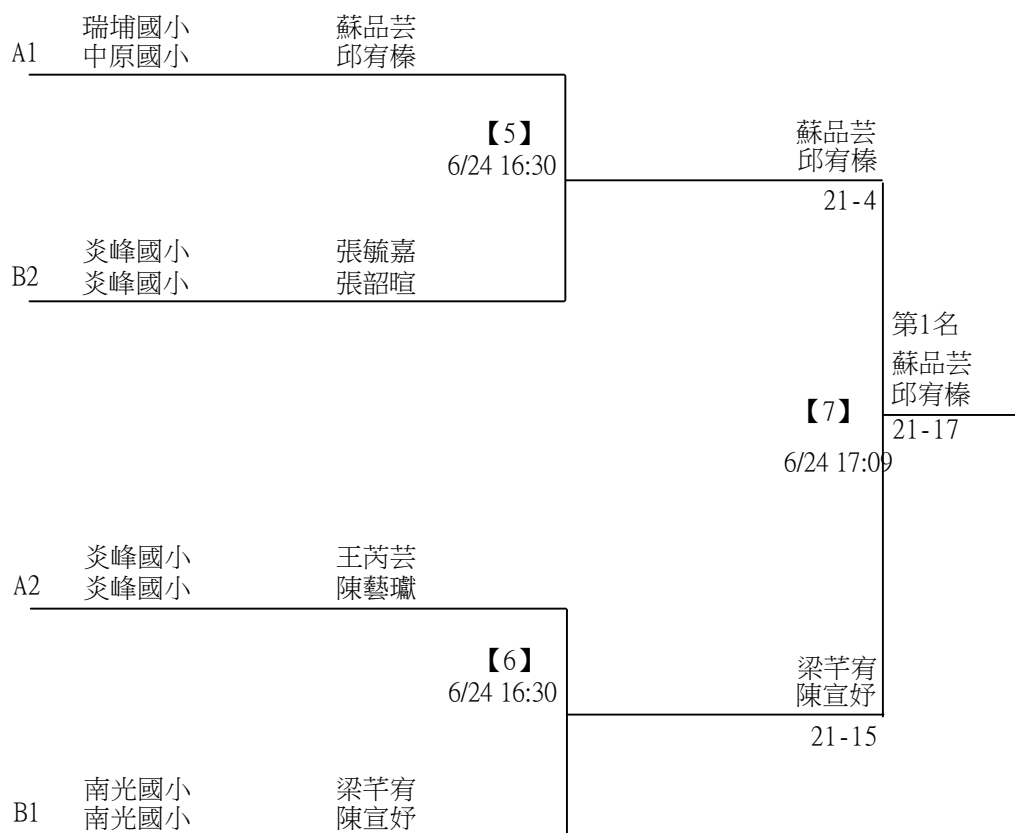 瑞埔國小 蘇品芸
A1 中原國小 邱宥榛
【5】
6/24 16:30
蘇品芸
邱宥榛
21-4
炎峰國小 張毓嘉
B2 炎峰國小 張韶暄
第1名
蘇品芸
邱宥榛
21-17
【7】
6/24 17:09
炎峰國小 王芮芸
A2 炎峰國小 陳藝瓛
【6】
6/24 16:30
梁芊宥
陳宣妤
21-15
南光國小 梁芊宥
B1 南光國小 陳宣妤